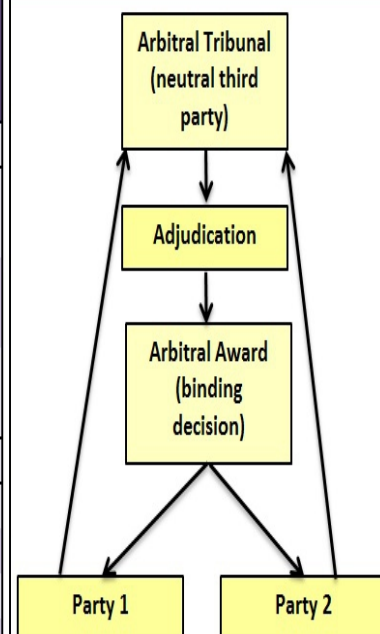 Arbitral Tribunal
(neutral third
party)
Adjudication
Arbitral Award
(binding
decision)
Party 1
Party 2